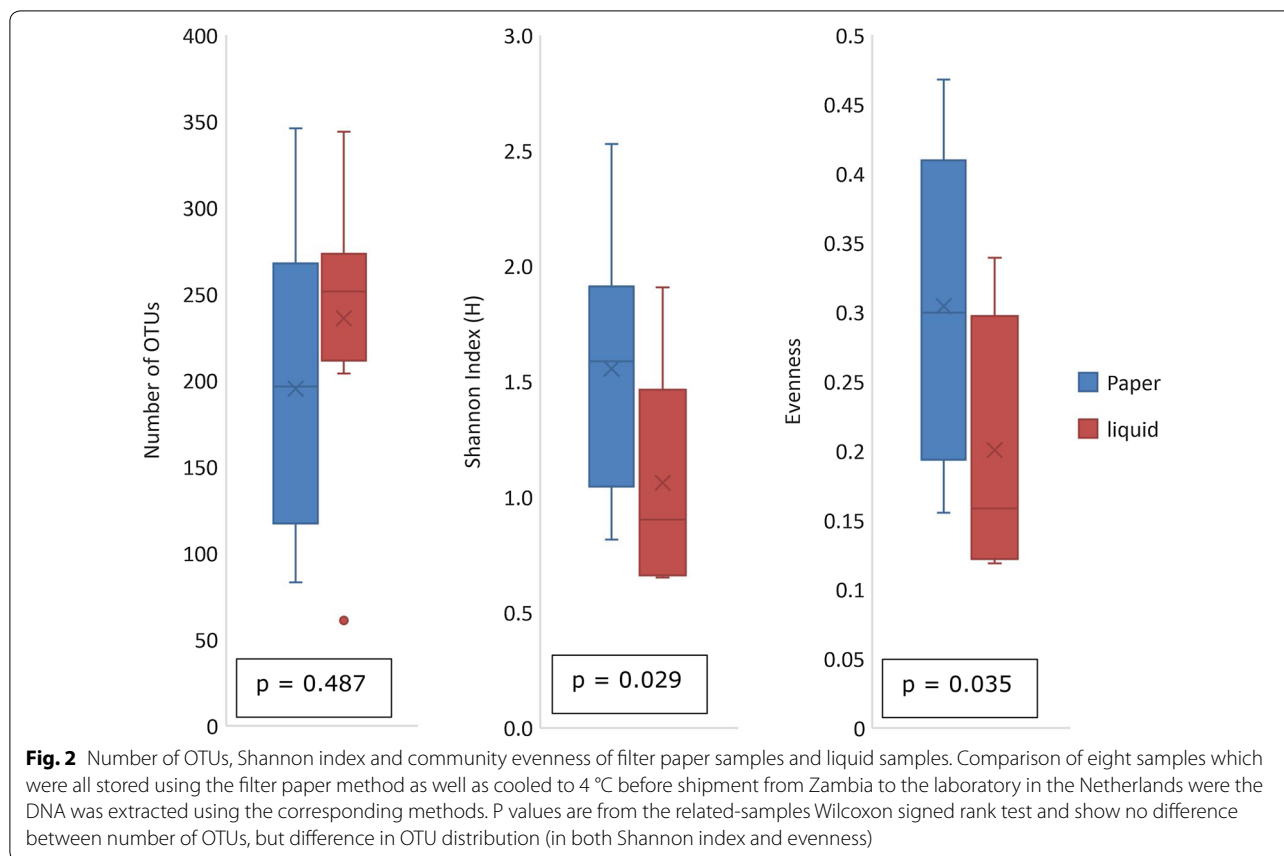 400
350
300
250
200
150
100
50
0
Number of OTUs
p = 0.487
3.0
2.5
2.0
1.5
1.0
0.5
0.0
Shannon Index (H)
p = 0.029
0.5
0.45
0.4
0.35
0.3
0.25
0.2
0.15
0.1
0.05
0
Evenness
p = 0.035
Paper
liquid
Fig. 2 Number of OTUs, Shannon index and community evenness of filter paper samples and liquid samples. Comparison of eight samples which
were all stored using the filter paper method as well as cooled to 4 °C before shipment from Zambia to the laboratory in the Netherlands were the
DNA was extracted using the corresponding methods. P values are from the related-samples Wilcoxon signed rank test and show no difference
between number of OTUs, but difference in OTU distribution (in both Shannon index and evenness)